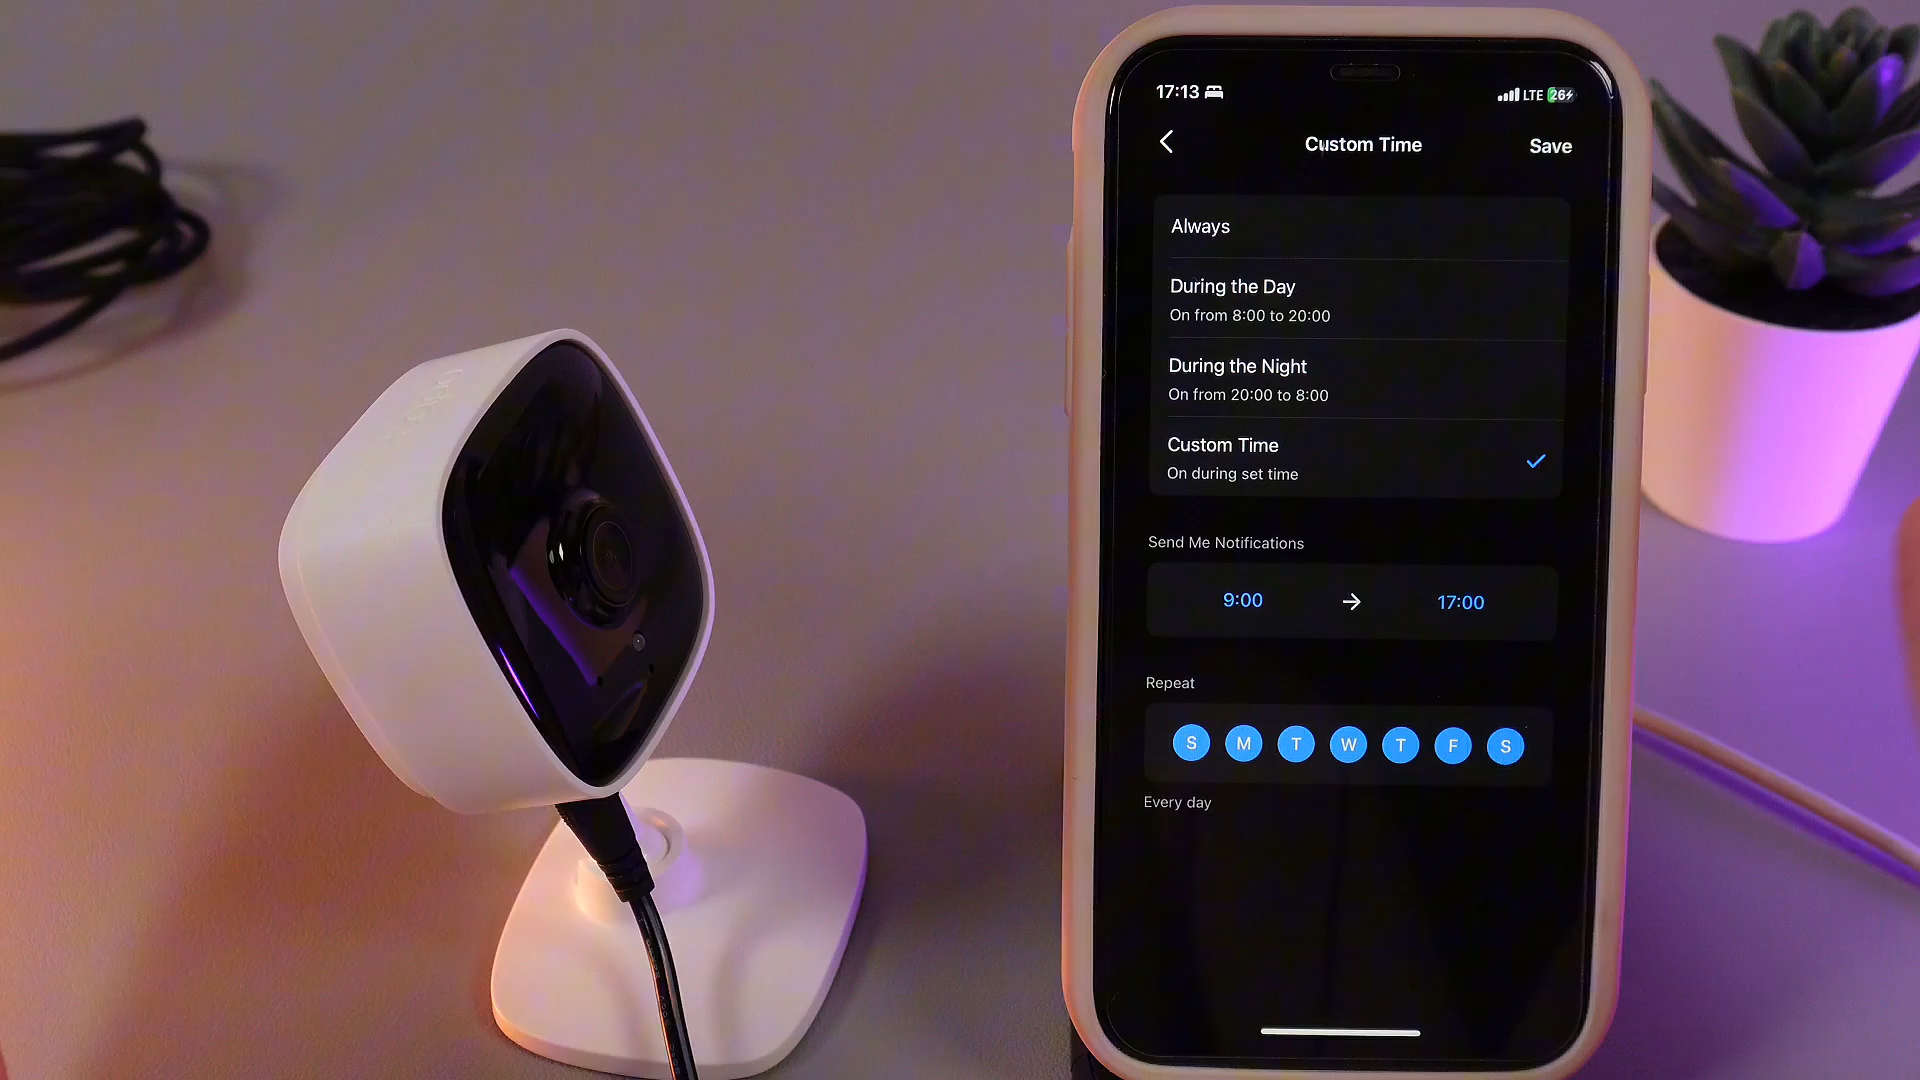 17:13
LTE 26
Custom Time
Save
Always
During the Day
On from 8:00 to 20:00
During the Night
On from 20:00 to 8:00
Custom Time
On during set time
Send Me Notifications
9:00 → 17:00
Repeat
S M T W T F S
Every day
tapo